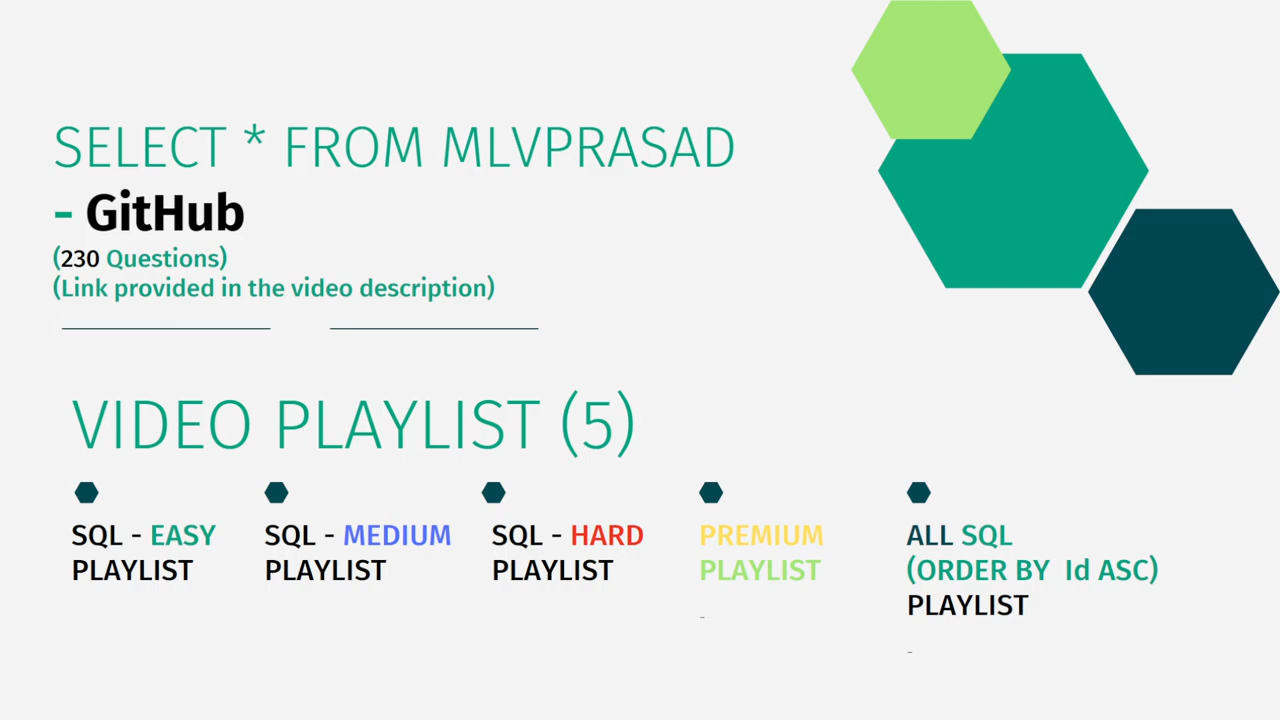 SELECT * FROM MLVPRASAD
- GitHub
(230 Questions)
(Link provided in the video description)
VIDEO PLAYLIST (5)
SQL - EASY
PLAYLIST
SQL - MEDIUM
PLAYLIST
SQL - HARD
PLAYLIST
PREMIUM
PLAYLIST
-
ALL SQL
(ORDER BY Id ASC)
PLAYLIST
-